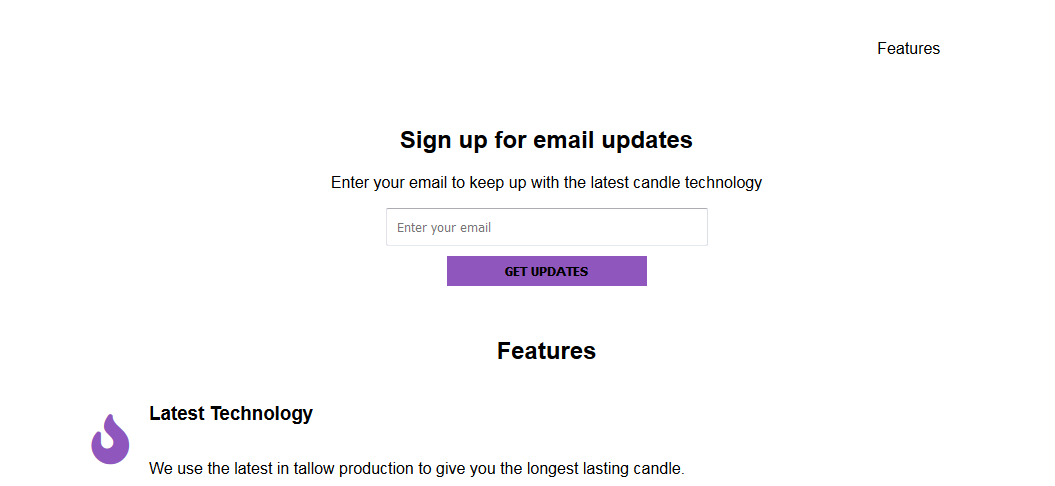 Features
Sign up for email updates
Enter your email to keep up with the latest candle technology
Enter your email
GET UPDATES
Features
Latest Technology
We use the latest in tallow production to give you the longest lasting candle.